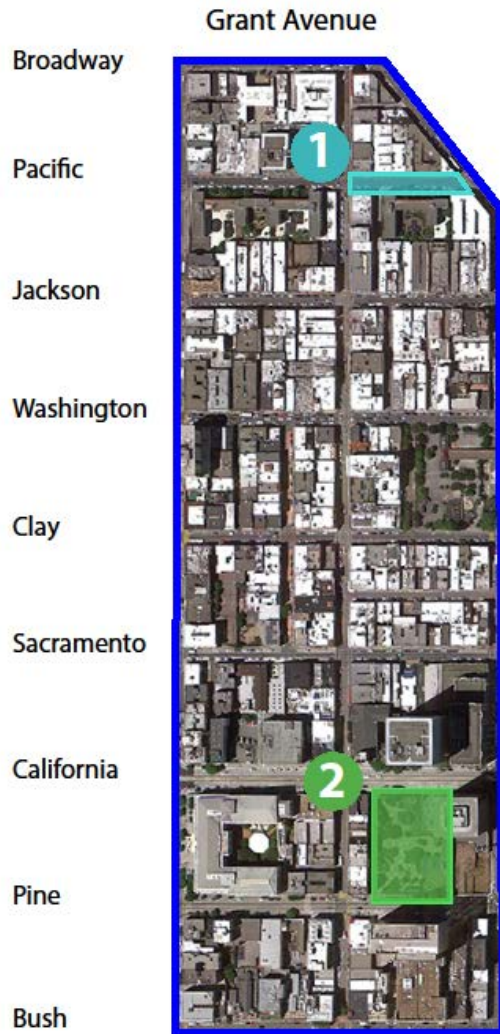 Grant Avenue
Broadway
1
Pacific
Jackson
Washington
Clay
Sacramento
California
2
Pine
Bush